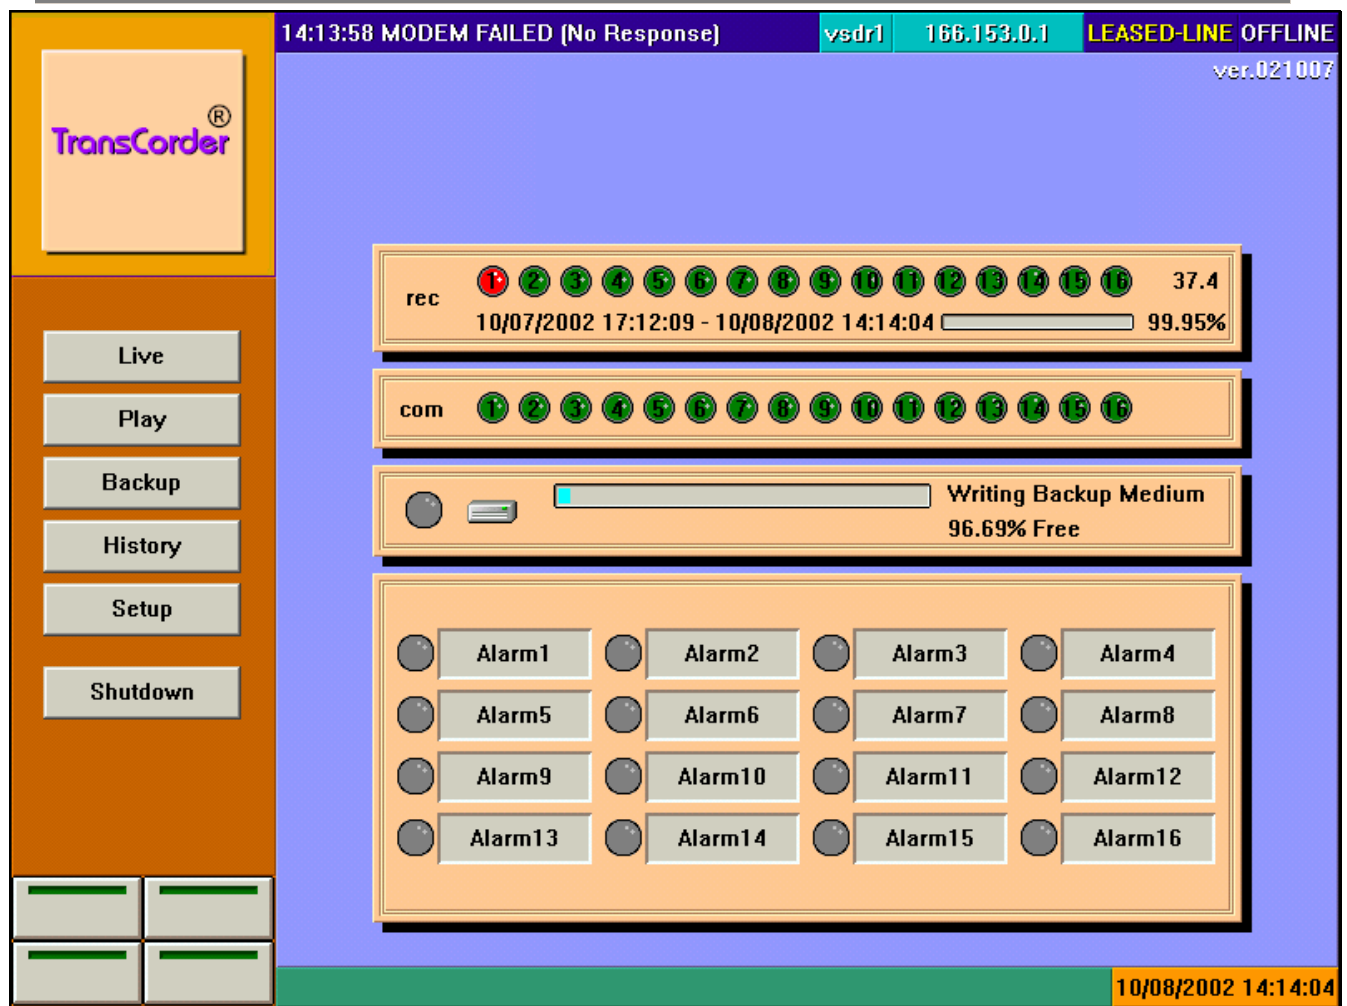 14:13:58 MODEM FAILED (No Response) vsdr1 166.153.0.1 LEASED-LINE OFFLINE
ver.021007
TransCorder®
rec 1 2 3 4 5 6 7 8 9 10 11 12 13 14 15 16 37.4
10/07/2002 17:12:09 - 10/08/2002 14:14:04 99.95%
Live
Play
Backup
History
Setup
Shutdown
com 1 2 3 4 5 6 7 8 9 10 11 12 13 14 15 16
Writing Backup Medium
96.69% Free
Alarm1 Alarm2 Alarm3 Alarm4
Alarm5 Alarm6 Alarm7 Alarm8
Alarm9 Alarm10 Alarm11 Alarm12
Alarm13 Alarm14 Alarm15 Alarm16
10/08/2002 14:14:04